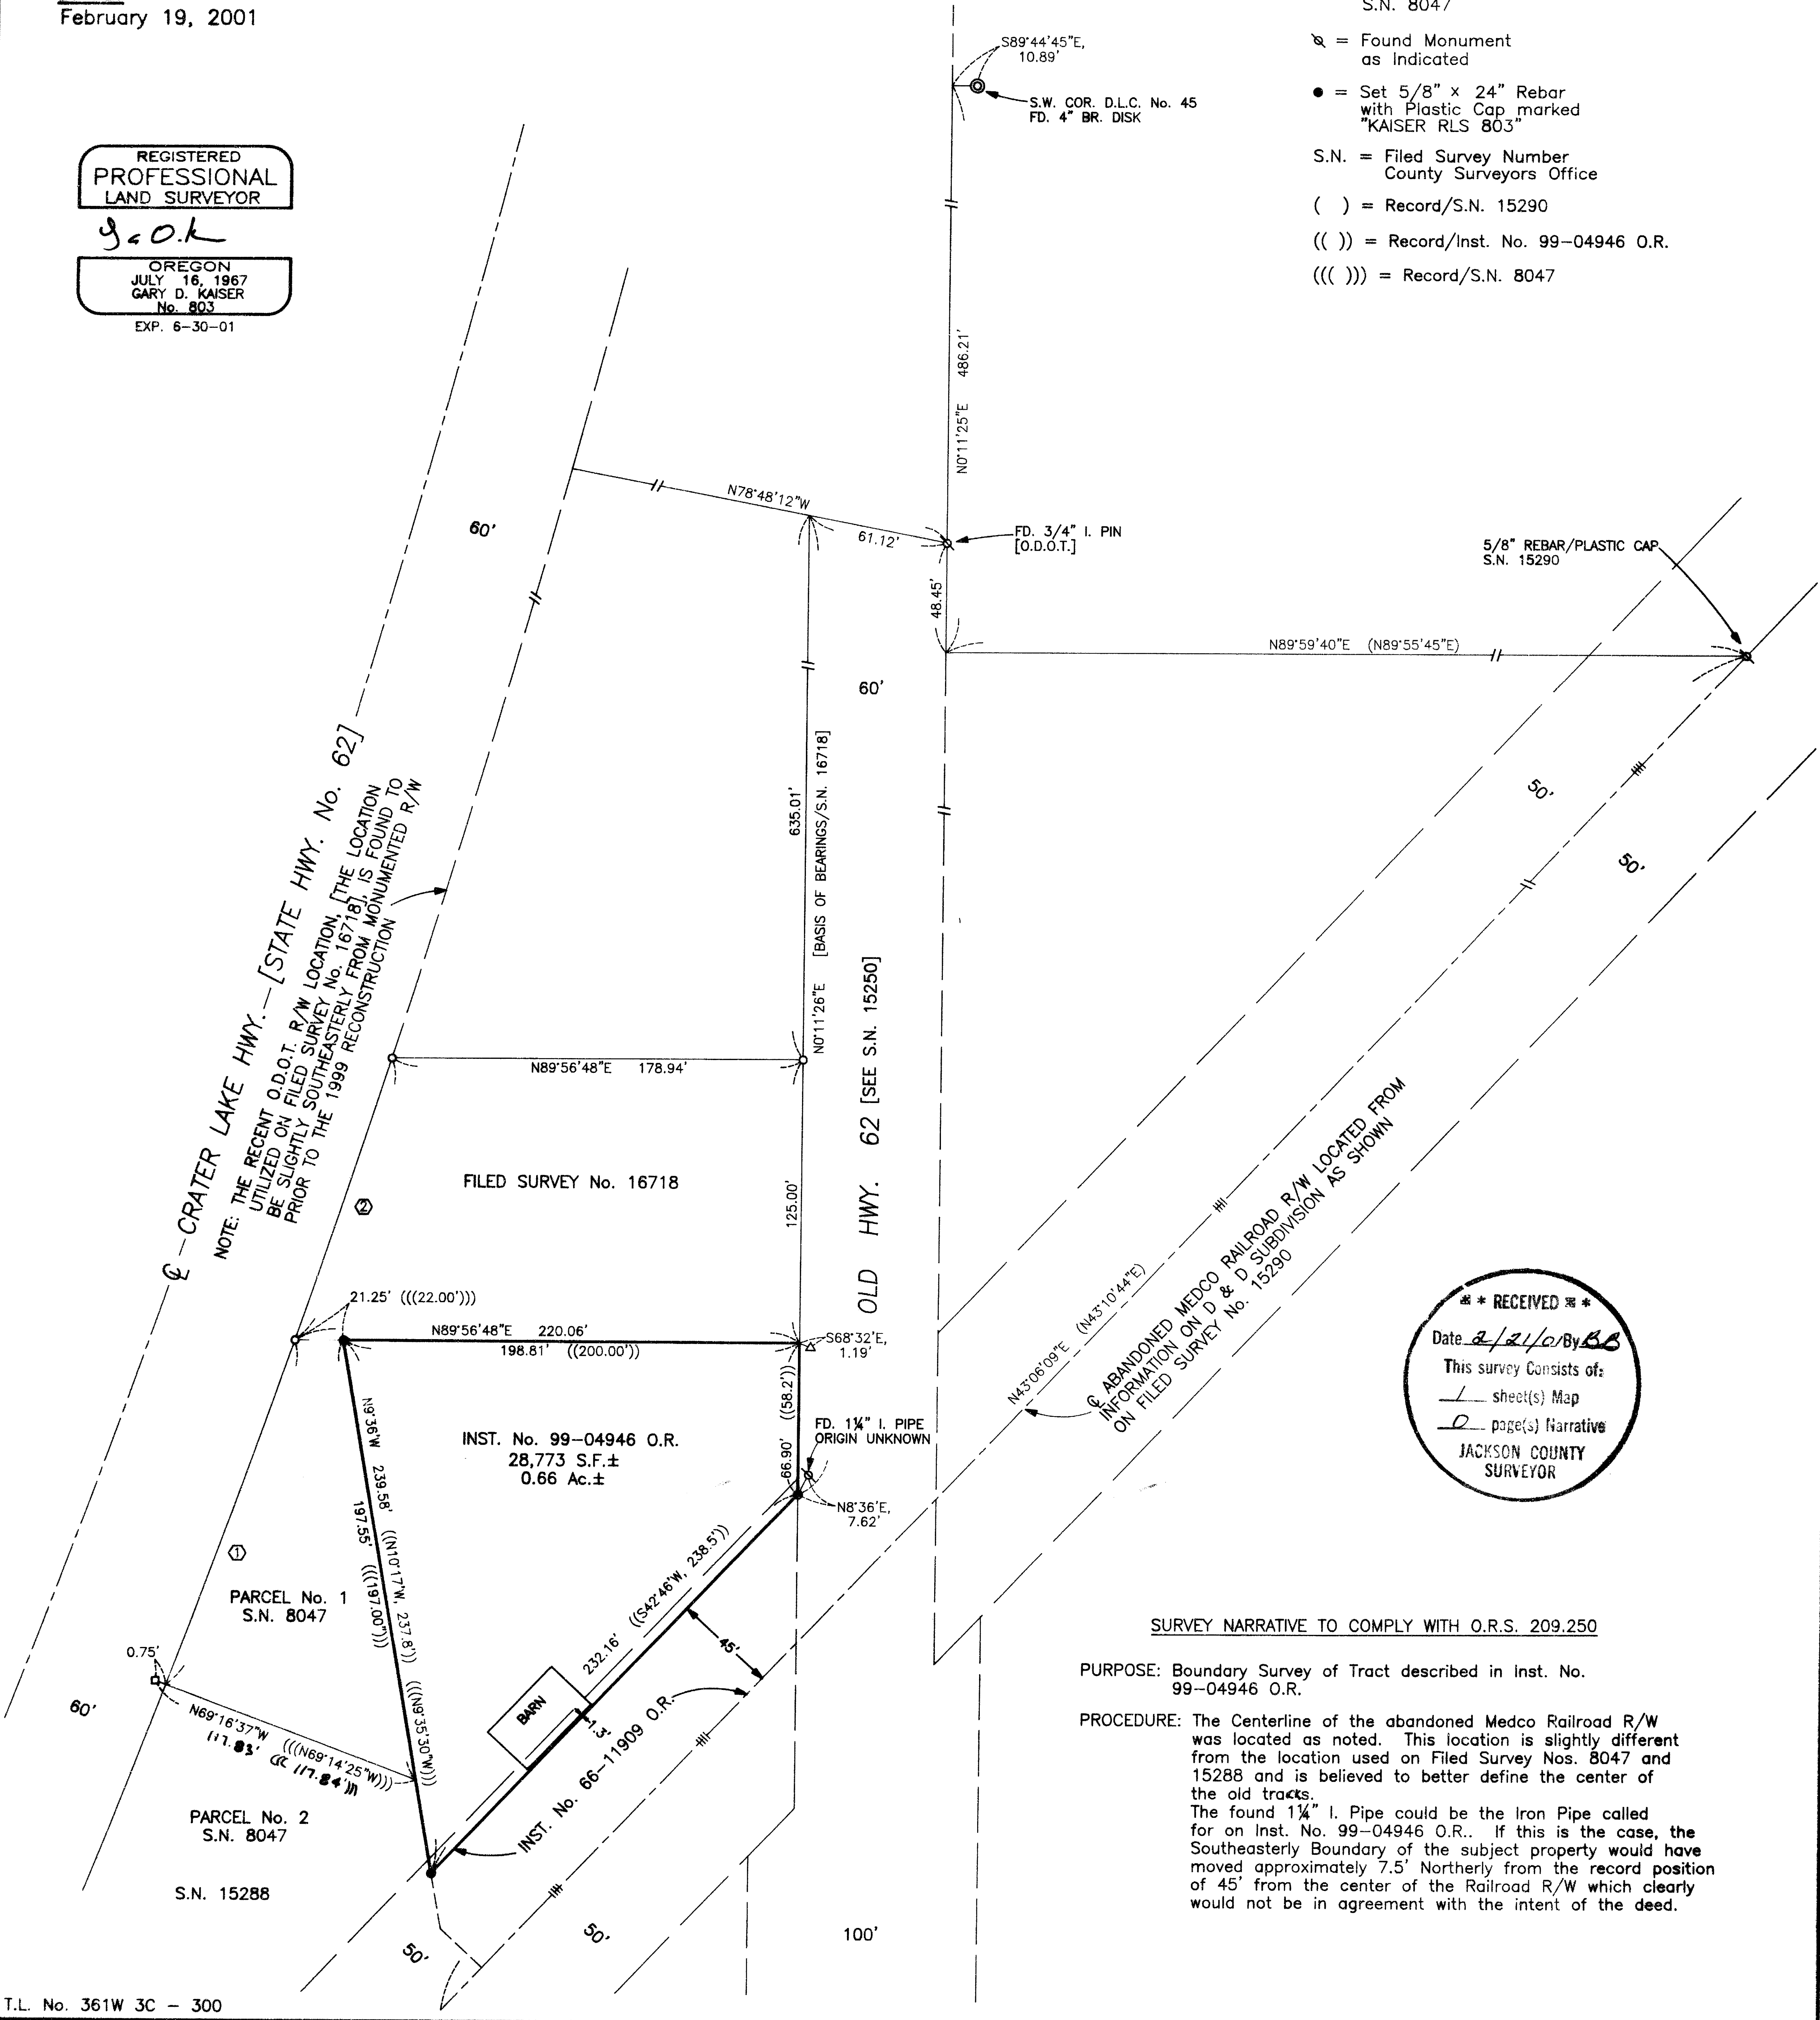 February 19, 2001
REGISTERED
PROFESSIONAL
LAND SURVEYOR
OREGON
JULY 16, 1967
GARY D. KAISER
No. 803
EXP. 6-30-01
S.N. 8047
= Found Monument
as Indicated
● = Set 5/8" x 24" Rebar
with Plastic Cap marked
"KAISER RLS 803"
S.N. = Filed Survey Number
County Surveyors Office
( ) = Record/S.N. 15290
(( )) = Record/Inst. No. 99-04946 O.R.
((( ))) = Record/S.N. 8047
S89°44'45"E,
10.89'
S.W. COR. D.L.C. No. 45
FD. 4" BR. DISK
N0°11'25"E 486.21'
N78°48'12"W
61.12'
60'
FD. 3/4" I. PIN
[O.D.O.T.]
48.45'
5/8" REBAR/PLASTIC CAP
S.N. 15290
N89°59'40"E (N89°55'45"E)
60'
635.01'
N0°11'26"E [BASIS OF BEARINGS/S.N. 16718]
50'
50'
℄ — CRATER LAKE HWY. — [STATE HWY. No. 62]
NOTE: THE RECENT O.D.O.T. R/W LOCATION, [THE LOCATION
UTILIZED ON FILED SURVEY No. 16718], IS FOUND TO
BE SLIGHTLY SOUTHEASTERLY FROM MONUMENTED R/W
PRIOR TO THE 1999 RECONSTRUCTION
OLD HWY. 62 [SEE S.N. 15250]
N89°56'48"E 178.94'
FILED SURVEY No. 16718
2
125.00'
21.25' (((22.00')))
N89°56'48"E 220.06'
198.81' ((200.00'))
S68°32'E,
1.19'
N43°06'09"E (N43°10'44"E)
℄ ABANDONED MEDCO RAILROAD R/W LOCATED FROM
INFORMATION ON D & D SUBDIVISION AS SHOWN
ON FILED SURVEY No. 15290
* * RECEIVED * *
Date 2/21/01 By BB
This survey Consists of:
1 sheet(s) Map
0 page(s) Narrative
JACKSON COUNTY
SURVEYOR
66.90' ((58.2'))
FD. 1¼" I. PIPE
ORIGIN UNKNOWN
N8°36'E,
7.62'
INST. No. 99-04946 O.R.
28,773 S.F.±
0.66 Ac.±
N9°36'W 239.58' ((N10°17'W, 237.8')) (((N9°35'30"W)))
197.55' (((197.00')))
1
PARCEL No. 1
S.N. 8047
232.16' ((S42°46'W, 238.5'))
45'
BARN
1.3'
INST. No. 66-11909 O.R.
0.75'
60'
N69°16'37"W (((N69°14'25"W)))
117.83' ((( 117.84' )))
PARCEL No. 2
S.N. 8047
S.N. 15288
50'
50'
100'
SURVEY NARRATIVE TO COMPLY WITH O.R.S. 209.250
PURPOSE: Boundary Survey of Tract described in Inst. No.
99-04946 O.R.
PROCEDURE: The Centerline of the abandoned Medco Railroad R/W
was located as noted. This location is slightly different
from the location used on Filed Survey Nos. 8047 and
15288 and is believed to better define the center of
the old tracks.
The found 1¼" I. Pipe could be the Iron Pipe called
for on Inst. No. 99-04946 O.R.. If this is the case, the
Southeasterly Boundary of the subject property would have
moved approximately 7.5' Northerly from the record position
of 45' from the center of the Railroad R/W which clearly
would not be in agreement with the intent of the deed.
T.L. No. 361W 3C - 300